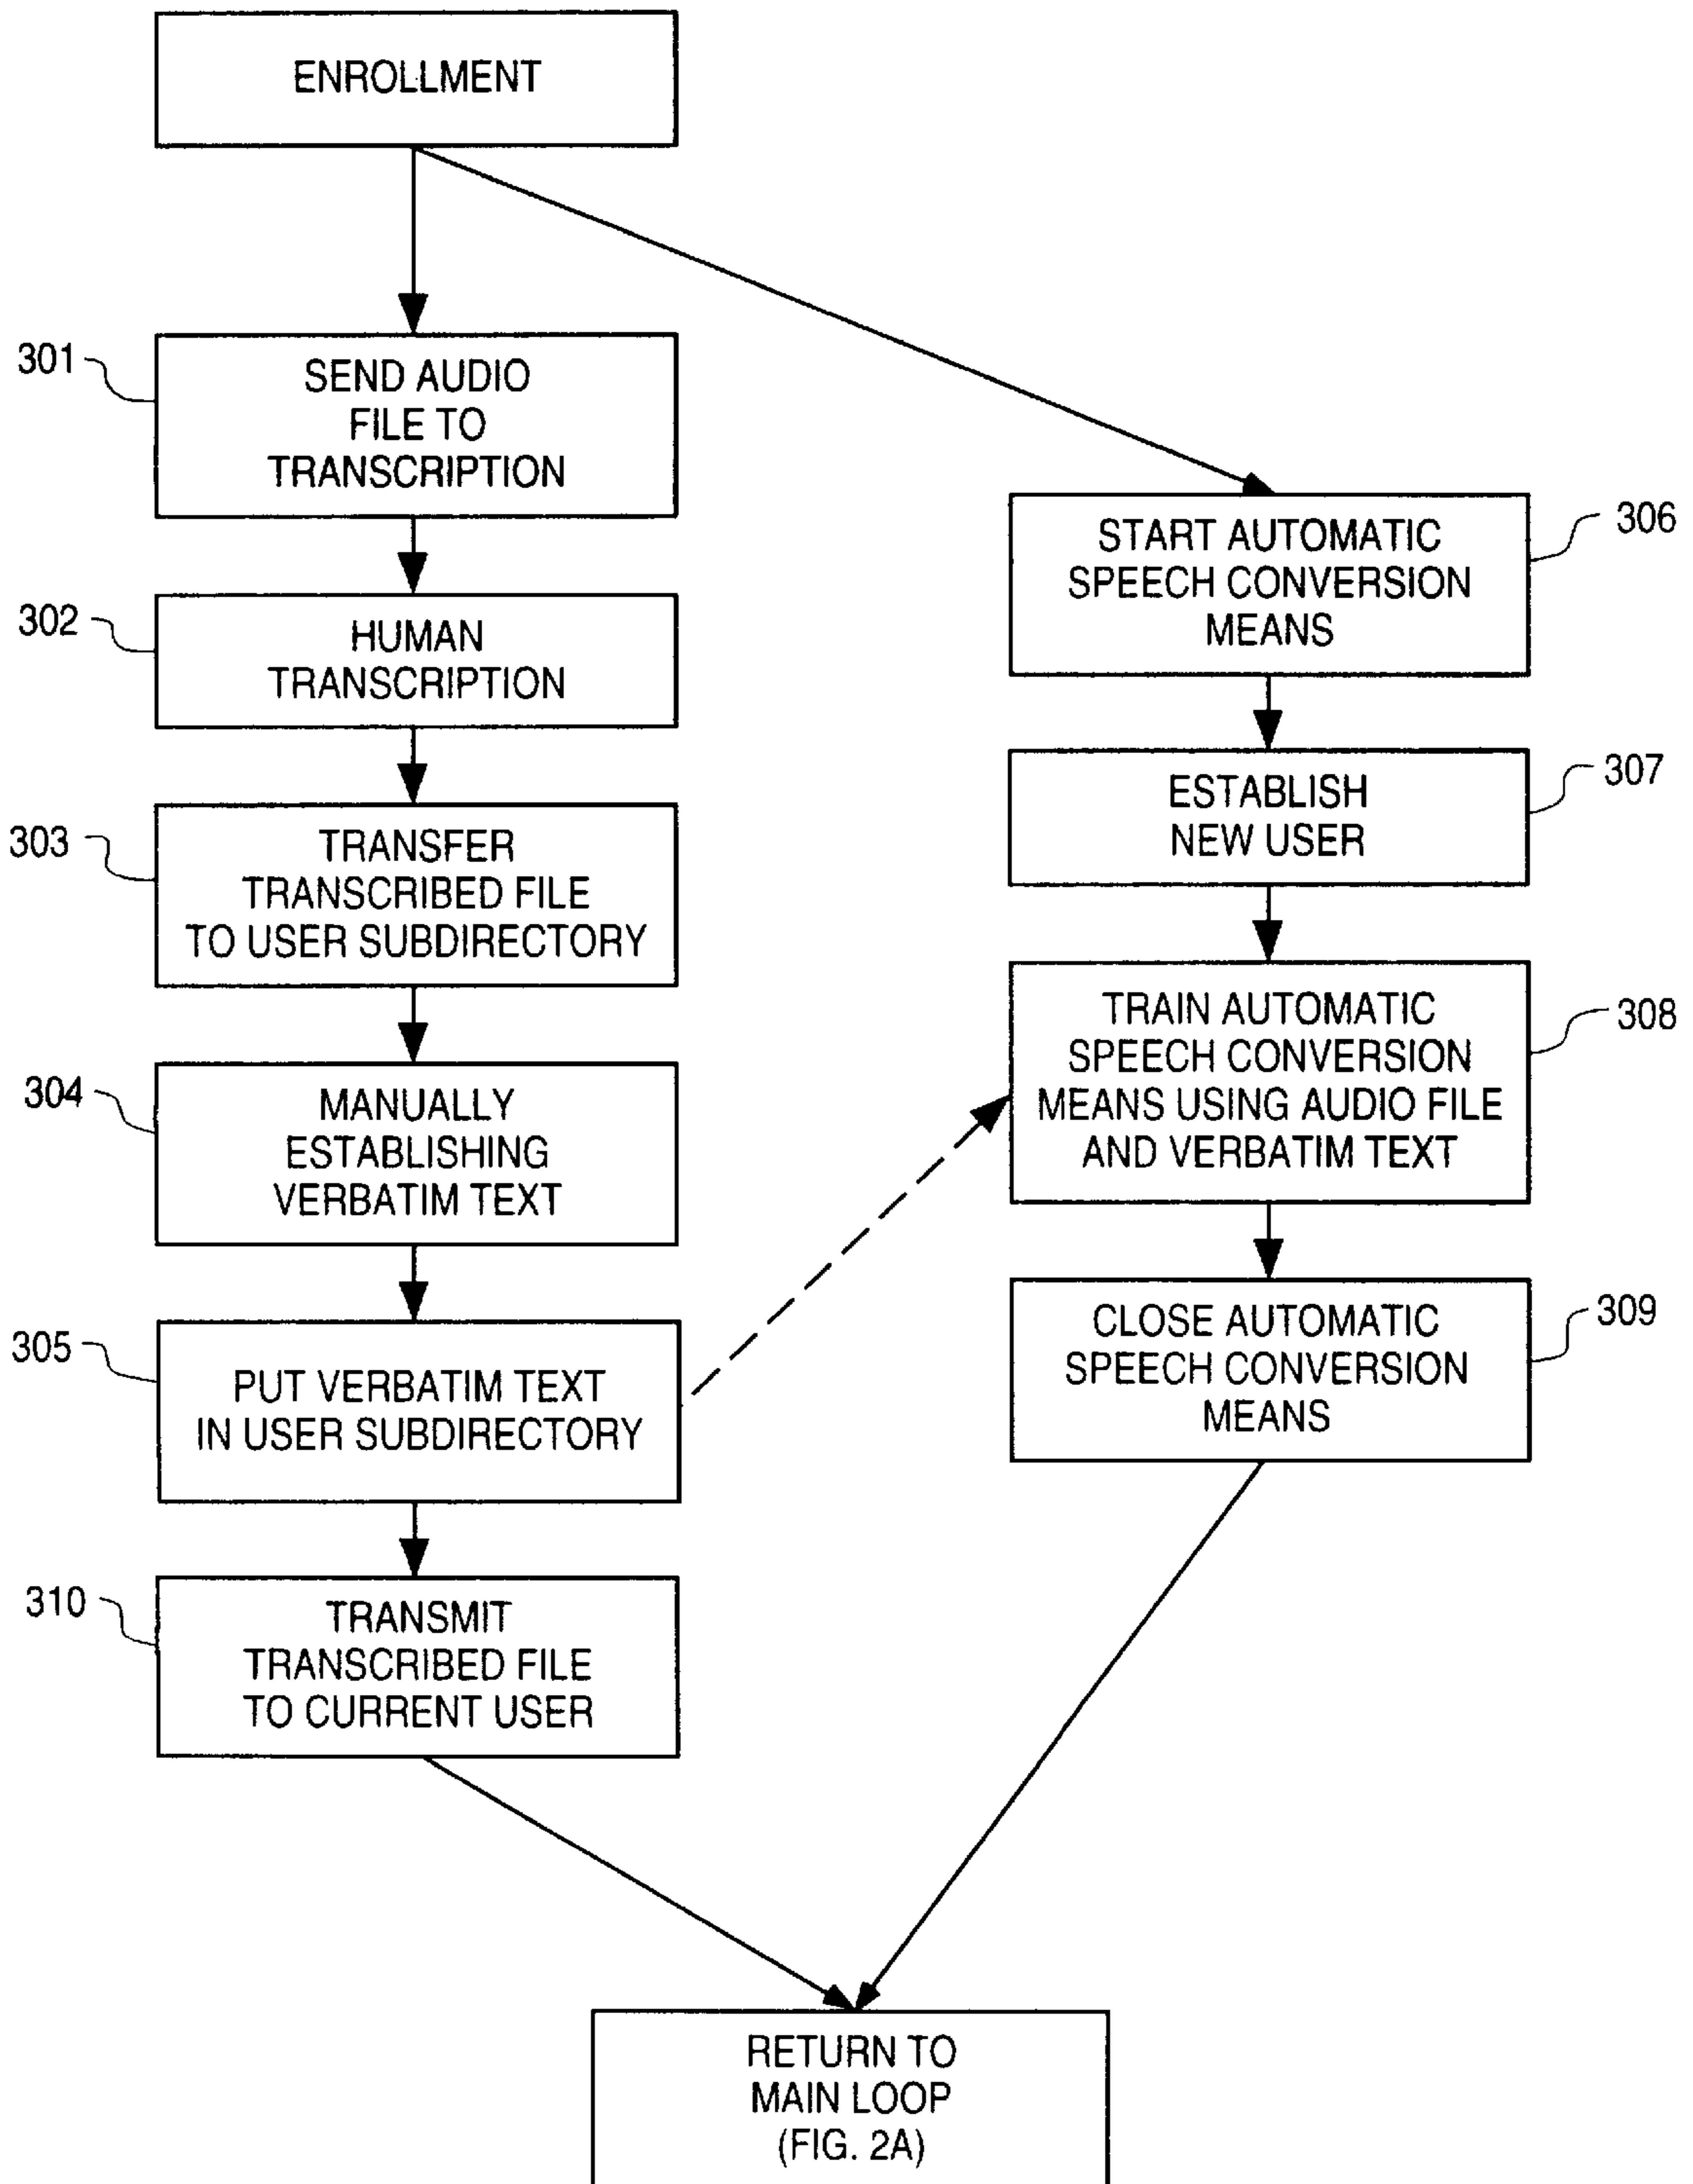 ENROLLMENT
301
SEND AUDIO
FILE TO
TRANSCRIPTION
302
HUMAN
TRANSCRIPTION
303
TRANSFER
TRANSCRIBED FILE
TO USER SUBDIRECTORY
304
MANUALLY
ESTABLISHING
VERBATIM TEXT
305
PUT VERBATIM TEXT
IN USER SUBDIRECTORY
310
TRANSMIT
TRANSCRIBED FILE
TO CURRENT USER
306
START AUTOMATIC
SPEECH CONVERSION
MEANS
307
ESTABLISH
NEW USER
308
TRAIN AUTOMATIC
SPEECH CONVERSION
MEANS USING AUDIO FILE
AND VERBATIM TEXT
309
CLOSE AUTOMATIC
SPEECH CONVERSION
MEANS
RETURN TO
MAIN LOOP
(FIG. 2A)